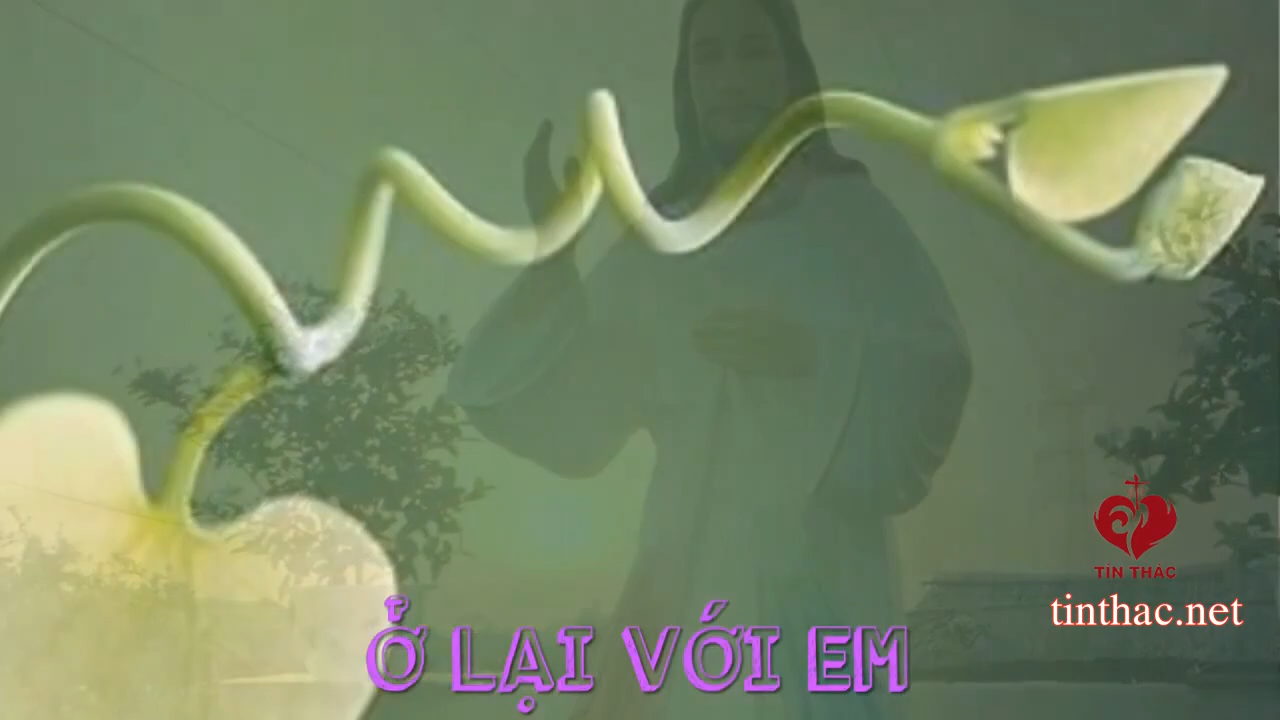 TÍN THÁC
tinthac.net
Ở LẠI VỚI EM